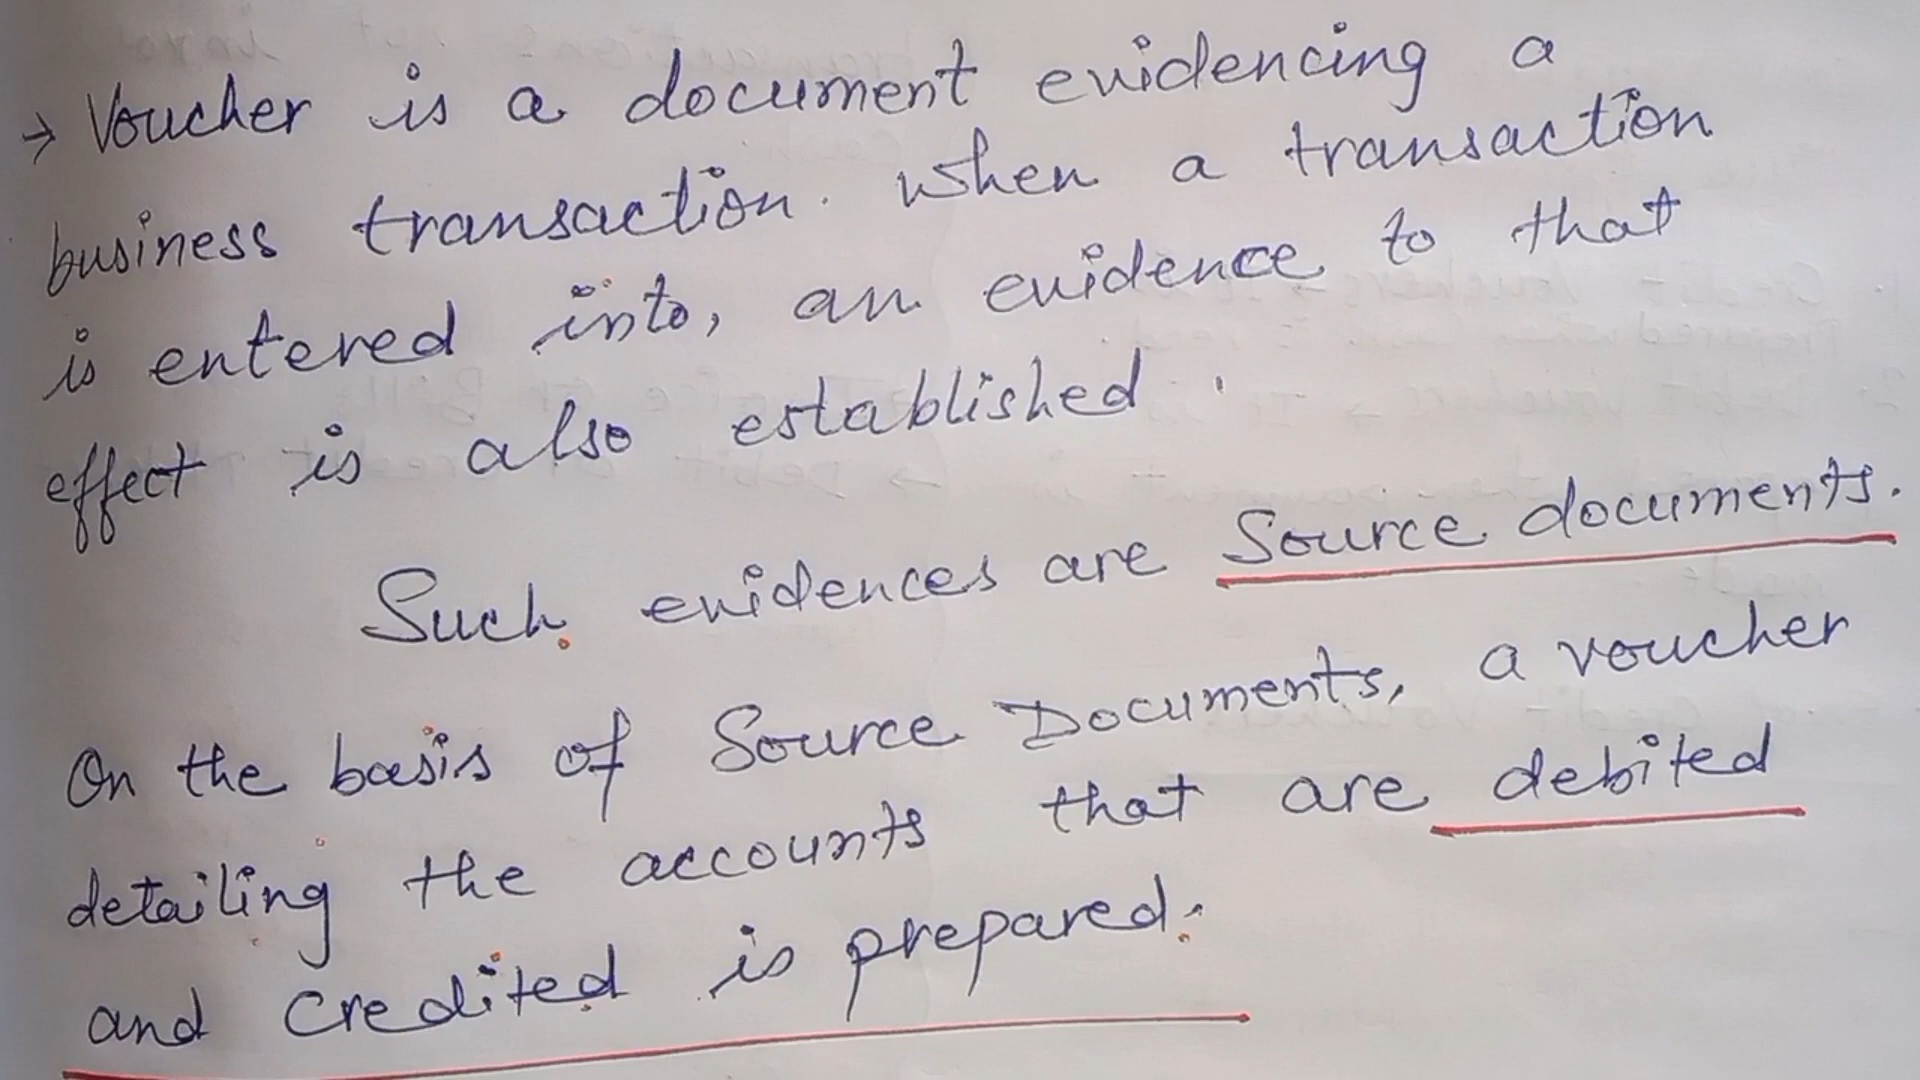 → Voucher is a document evidencing a
business transaction. When a transaction
is entered into, an evidence to that
effect is also established.
Such evidences are Source documents.
On the basis of Source Documents, a voucher
detailing the accounts that are debited
and Credited is prepared.